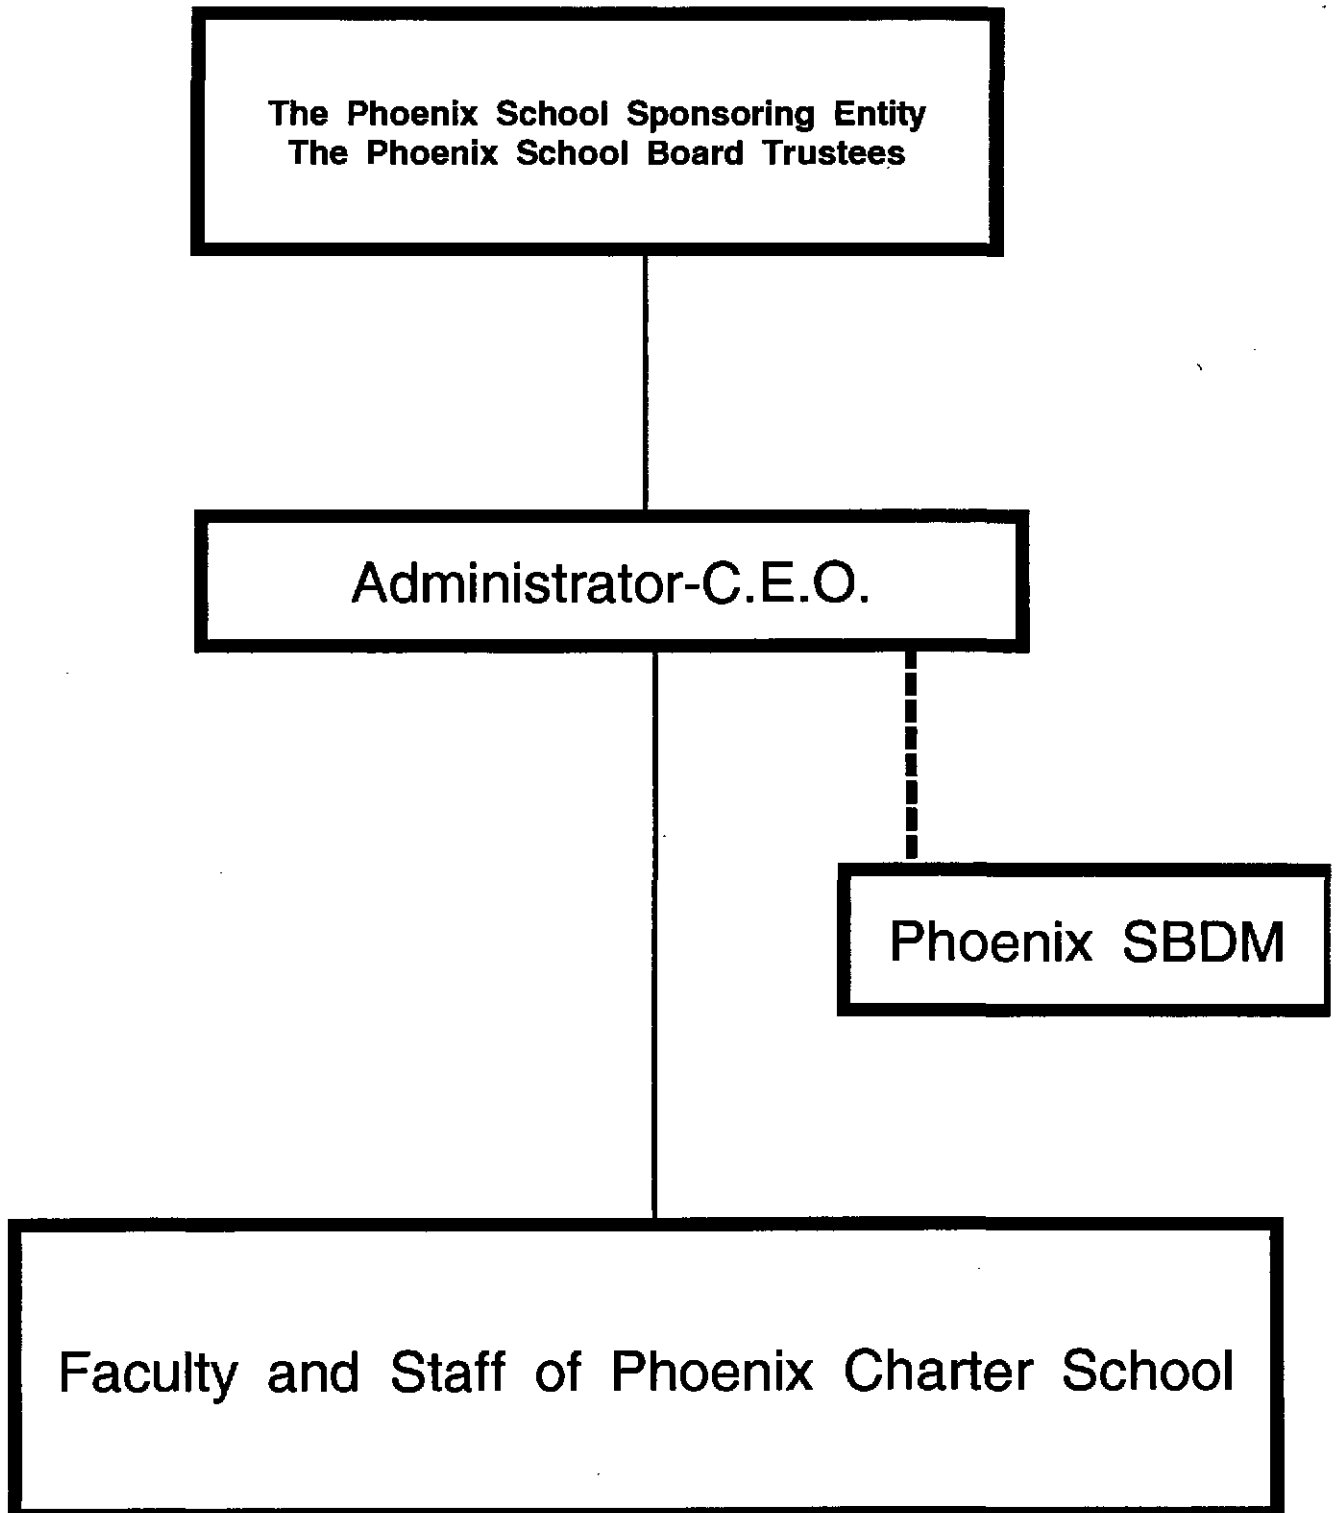 The Phoenix School Sponsoring Entity
The Phoenix School Board Trustees
Administrator-C.E.O.
Phoenix SBDM
Faculty and Staff of Phoenix Charter School